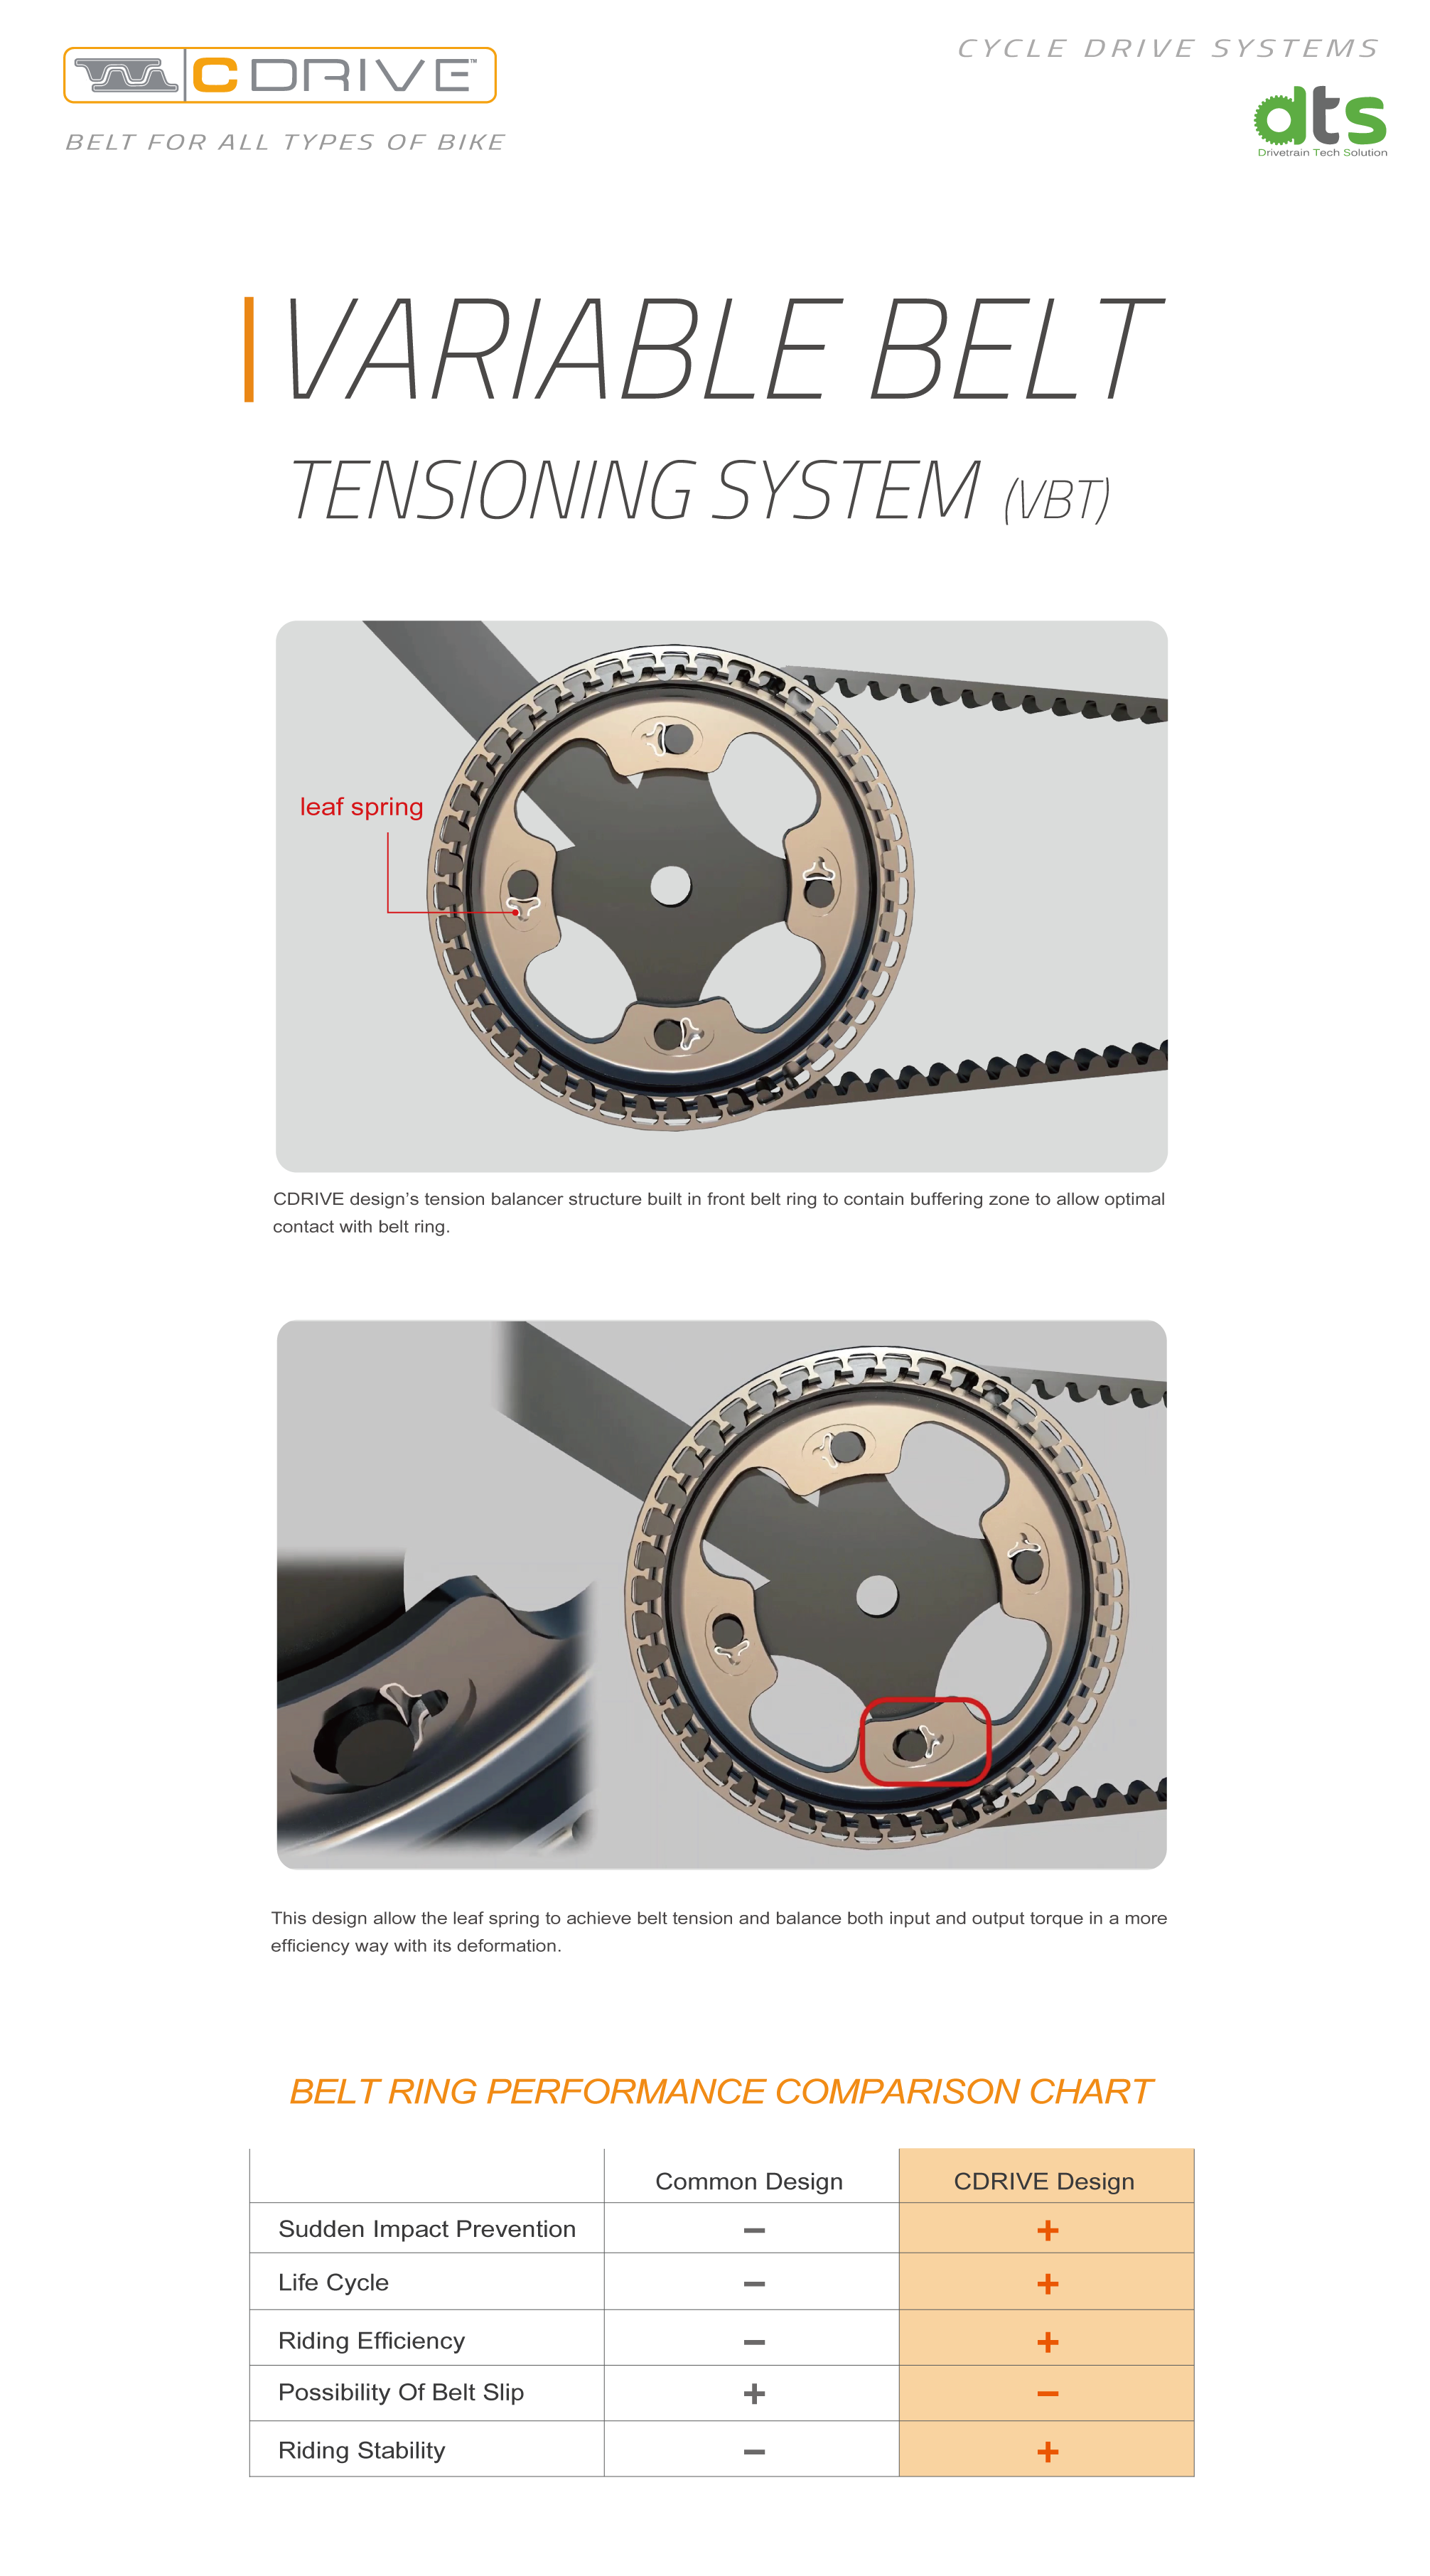 CDRIVE™
BELT FOR ALL TYPES OF BIKE
CYCLE DRIVE SYSTEMS
dts
Drivetrain Tech Solution
VARIABLE BELT
TENSIONING SYSTEM (VBT)
leaf spring
CDRIVE design’s tension balancer structure built in front belt ring to contain buffering zone to allow optimal
contact with belt ring.
This design allow the leaf spring to achieve belt tension and balance both input and output torque in a more
efficiency way with its deformation.
BELT RING PERFORMANCE COMPARISON CHART
Common Design CDRIVE Design
Sudden Impact Prevention − +
Life Cycle − +
Riding Efficiency − +
Possibility Of Belt Slip + −
Riding Stability − +